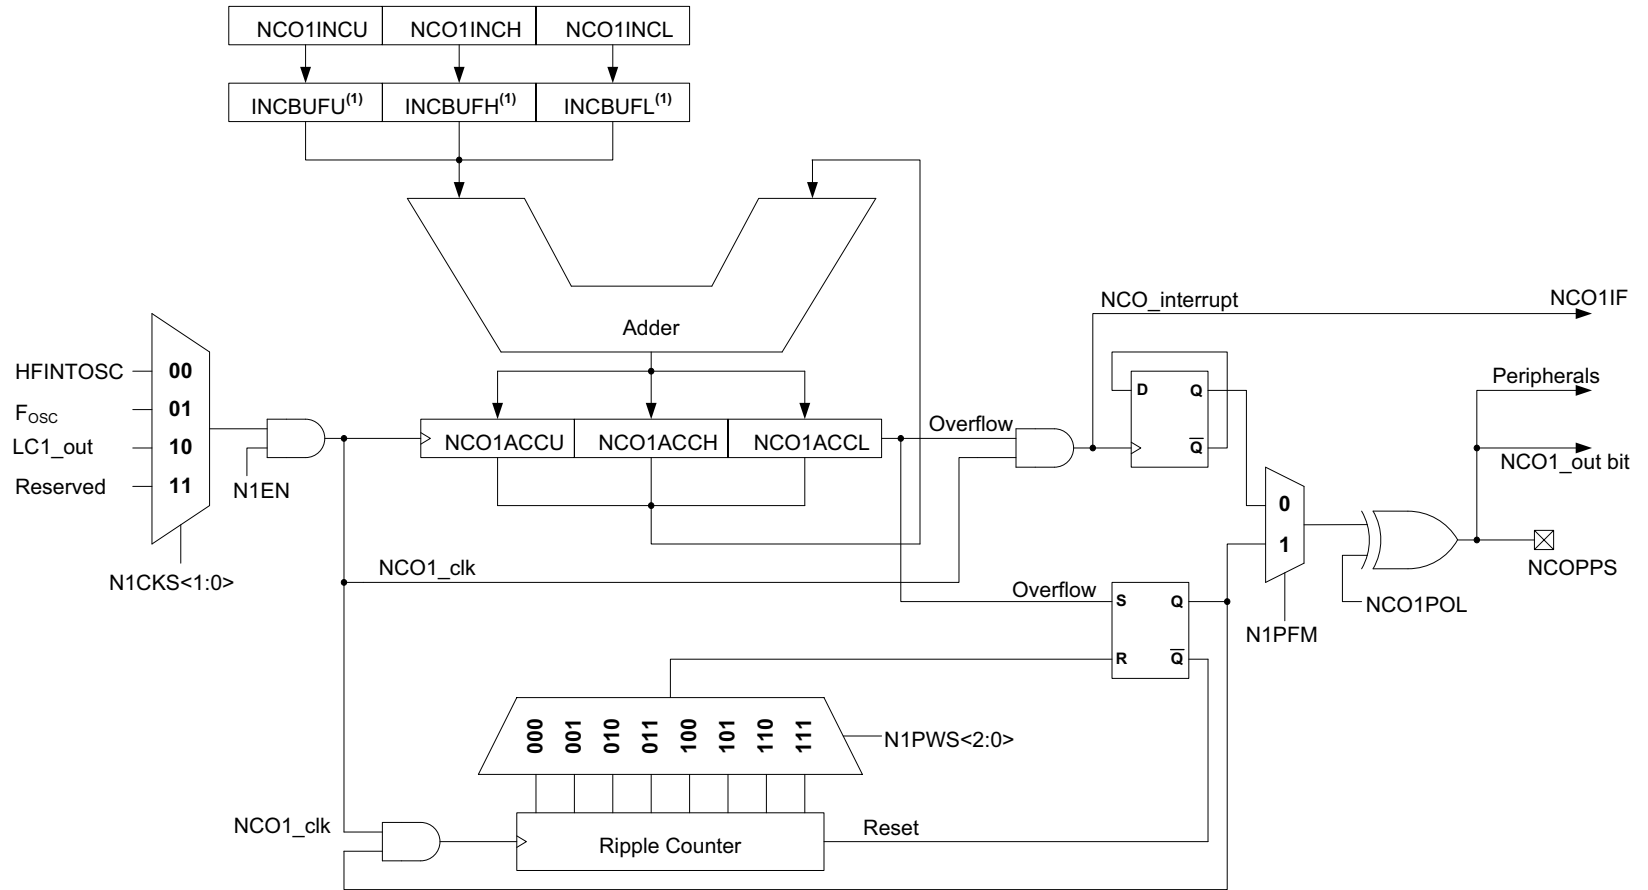 NCO1INCU NCO1INCH NCO1INCL
INCBUFU(1) INCBUFH(1) INCBUFL(1)
Adder
NCO_interrupt
NCO1IF
HFINTOSC
00
FOSC
01
LC1_out
10
Reserved
11
N1EN
N1CKS<1:0>
NCO1ACCU NCO1ACCH NCO1ACCL
Overflow
D Q
Q
Peripherals
NCO1_out bit
0
1
NCOPPS
NCO1POL
N1PFM
NCO1_clk
Overflow
S Q
R Q
000 001 010 011 100 101 110 111
N1PWS<2:0>
NCO1_clk
Ripple Counter
Reset